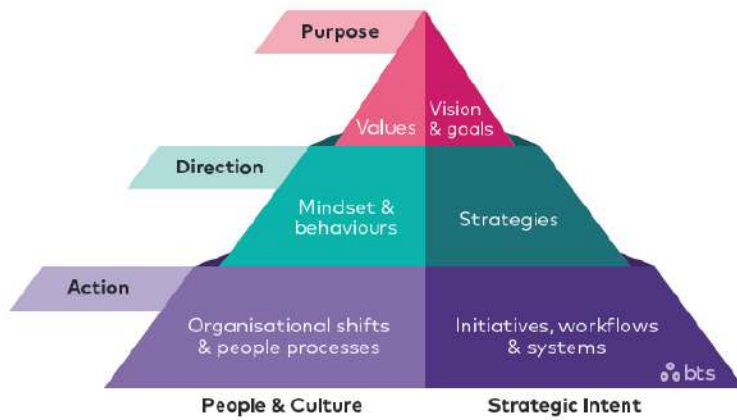 Purpose
Values
Vision
& goals
Direction
Mindset &
behaviours
Strategies
Action
Organisational shifts
& people processes
Initiatives, workflows
& systems
bts
People & Culture
Strategic Intent